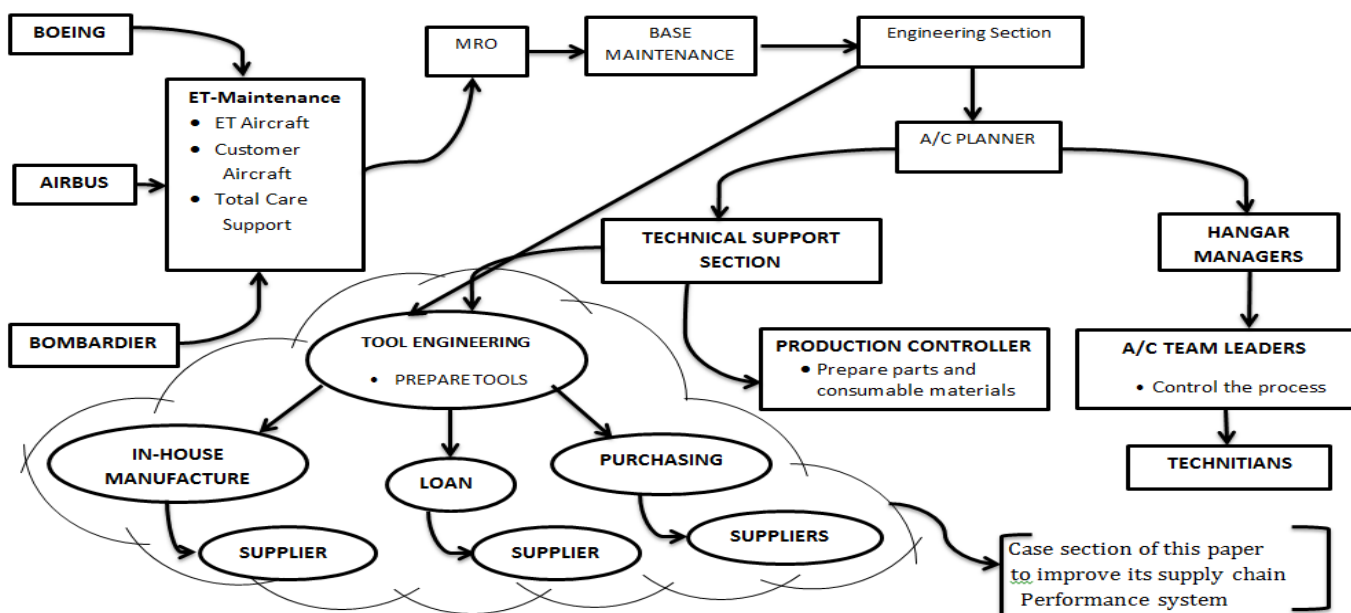 BOEING
AIRBUS
BOMBARDIER
ET-Maintenance
• ET Aircraft
• Customer
Aircraft
• Total Care
Support
MRO
BASE
MAINTENANCE
Engineering Section
A/C PLANNER
TECHNICAL SUPPORT
SECTION
HANGAR
MANAGERS
TOOL ENGINEERING
• PREPARE TOOLS
PRODUCTION CONTROLLER
• Prepare parts and
consumable materials
A/C TEAM LEADERS
• Control the process
TECHNITIANS
IN-HOUSE
MANUFACTURE
LOAN
PURCHASING
SUPPLIER
SUPPLIER
SUPPLIERS
Case section of this paper
to improve its supply chain
Performance system